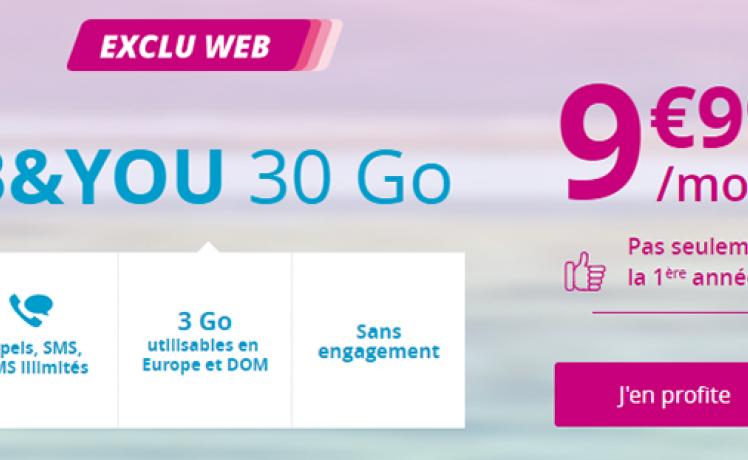 EXCLU WEB
&YOU 30 Go
9€99
/mo
Pas seulem
la 1ère anné
pels, SMS,
MS illimités
3 Go
utilisables en
Europe et DOM
Sans
engagement
J'en profite